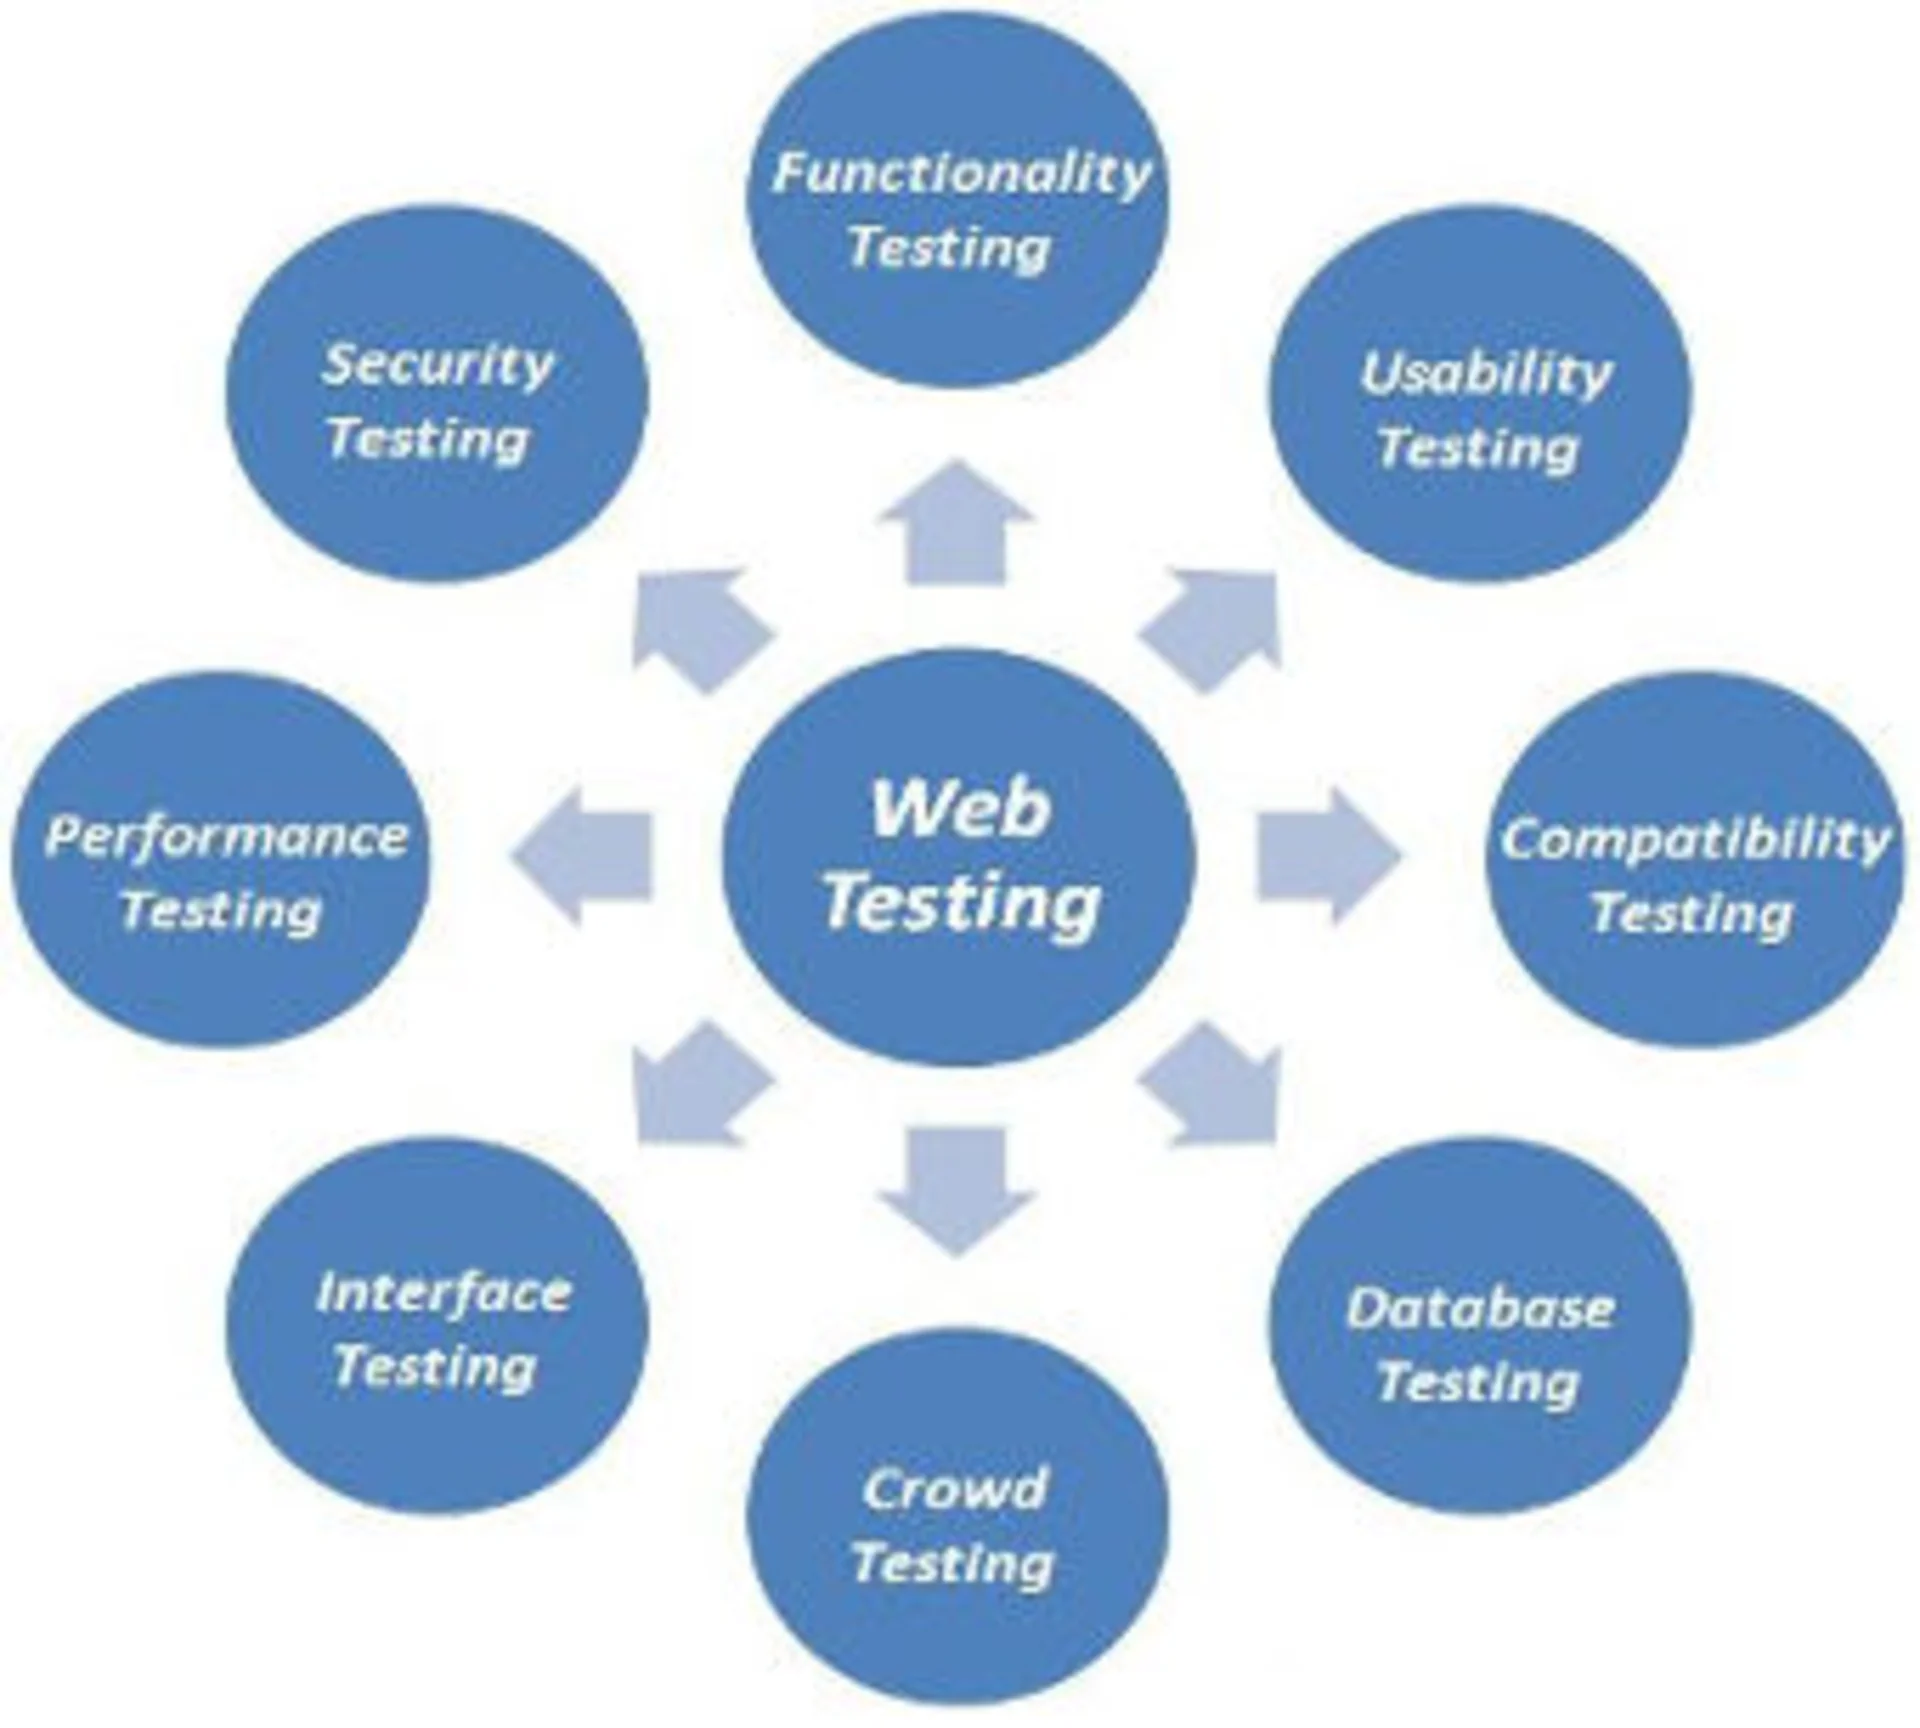 Functionality
Testing
Security
Testing
Usability
Testing
Performance
Testing
Web
Testing
Compatibility
Testing
Interface
Testing
Database
Testing
Crowd
Testing